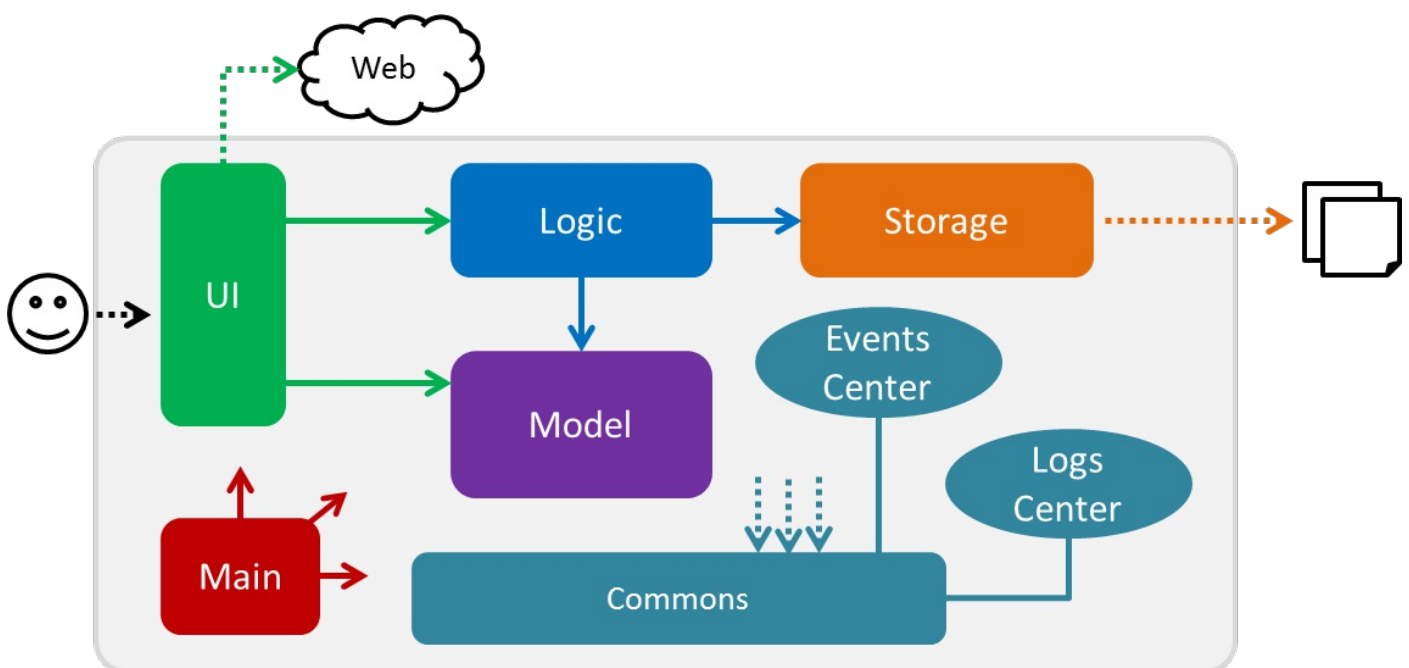 Web
UI
Logic
Storage
Model
Events
Center
Logs
Center
Main
Commons